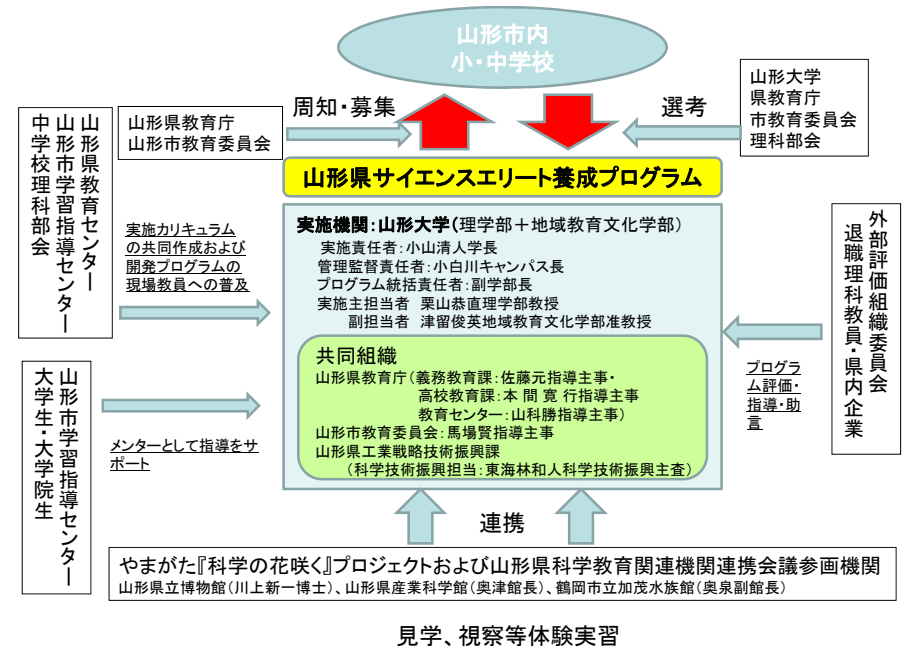 山形市内
小・中学校
周知・募集
選考
山形県教育庁
山形市教育委員会
山形大学
県教育庁
市教育委員会
理科部会
山形県サイエンスエリート養成プログラム
山形県教育センター
山形市学習指導センター
中学校理科部会
実施カリキュラム
の共同作成および
開発プログラムの
現場教員への普及
実施機関:山形大学(理学部+地域教育文化学部)
実施責任者:小山清人学長
管理監督責任者:小白川キャンパス長
プログラム統括責任者:副学部長
実施主担当者 栗山恭直理学部教授
副担当者 津留俊英地域教育文化学部准教授
共同組織
山形県教育庁(義務教育課:佐藤元指導主事・
高校教育課:本 間 寛 行指導主事
教育センター:山科勝指導主事)
山形市教育委員会:馬場賢指導主事
山形県工業戦略技術振興課
(科学技術振興担当:東海林和人科学技術振興主査)
外部評価組織委員会
退職理科教員・県内企業
プログラ
ム評価・
指導・助
言
山形市学習指導センター
大学生・大学院生
メンターとして指導をサ
ポート
連携
やまがた『科学の花咲く』プロジェクトおよび山形県科学教育関連機関連携会議参画機関
山形県立博物館(川上新一博士)、山形県産業科学館(奥津館長)、鶴岡市立加茂水族館(奥泉副館長)
見学、視察等体験実習